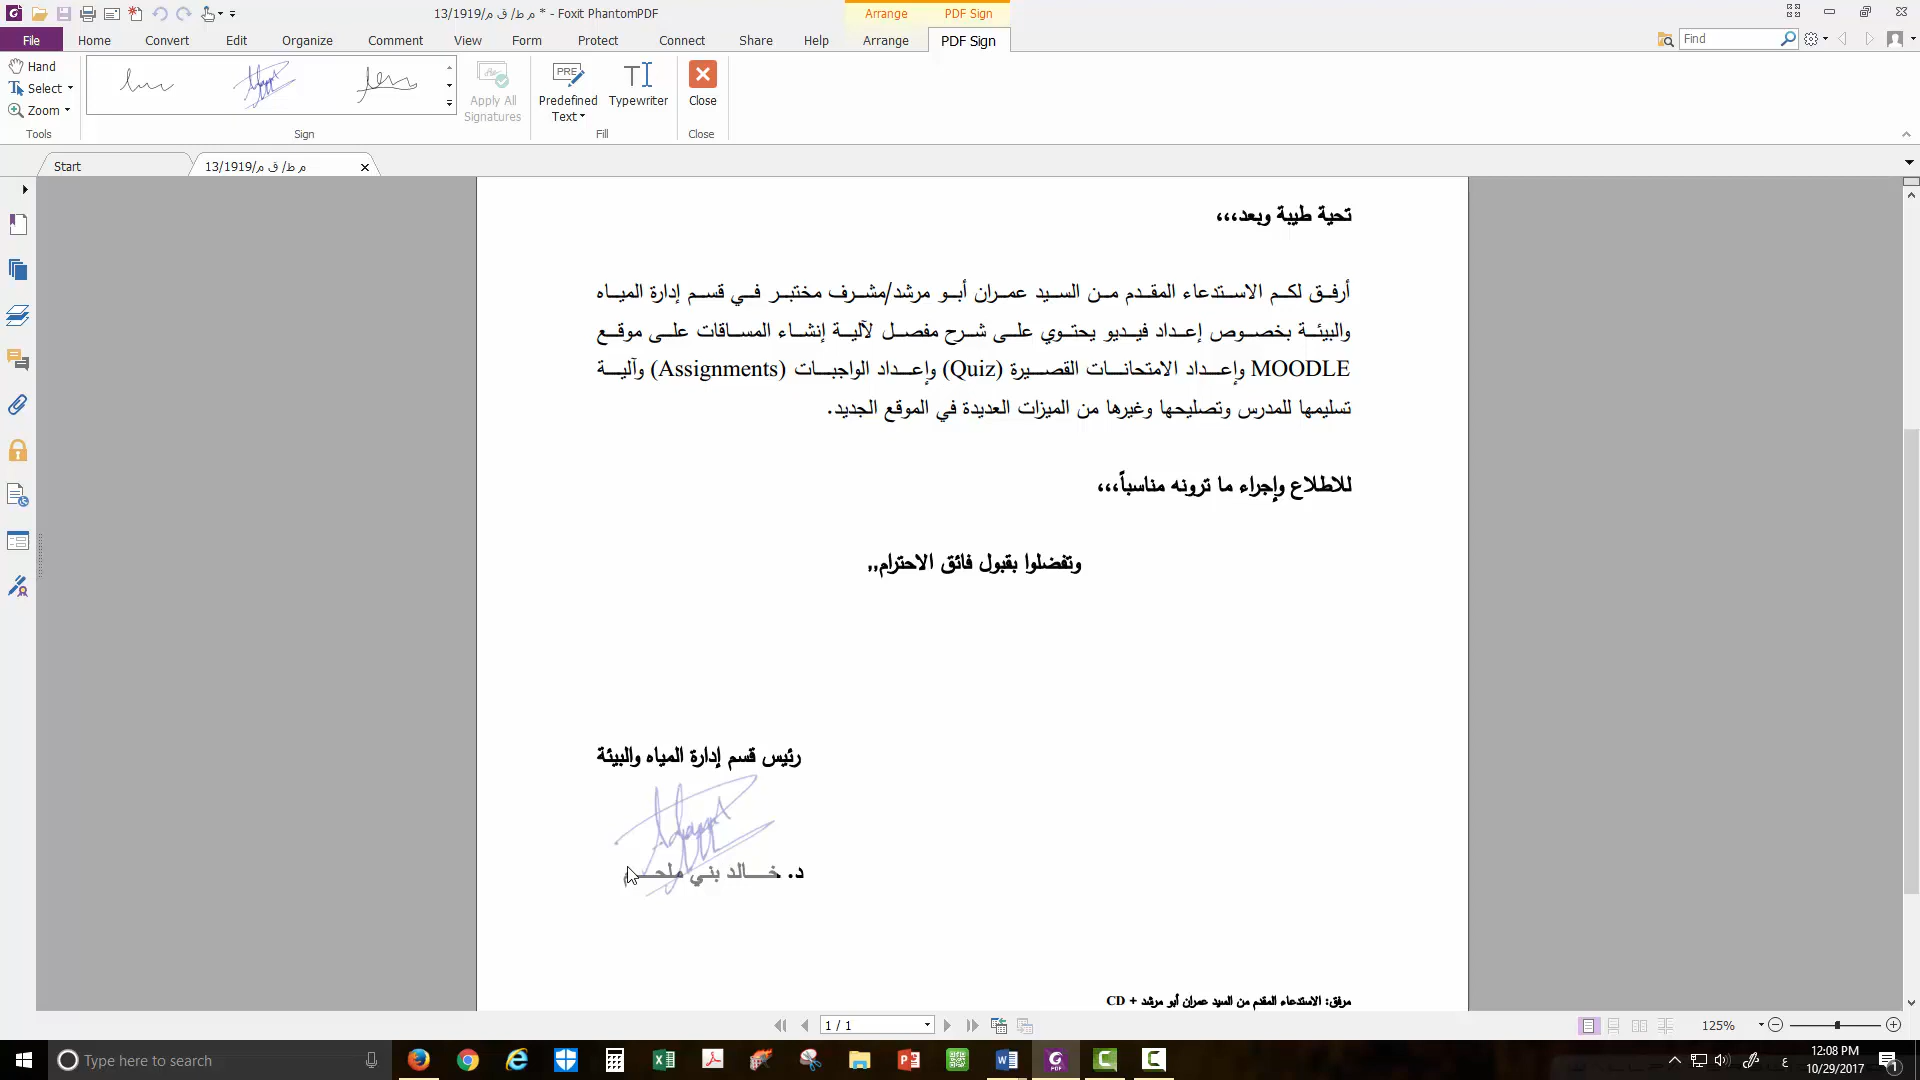 13/1919/م ط/ ق م * - Foxit PhantomPDF
Arrange
PDF Sign
File
Home
Convert
Edit
Organize
Comment
View
Form
Protect
Connect
Share
Help
Arrange
PDF Sign
Find
Hand
Select
Zoom
Tools
Sign
Apply All
Signatures
PRE
Predefined
Text
Typewriter
Fill
Close
Close
Start
13/1919/م ط/ ق م
تحية طيبة وبعد،،،
أرفق لكم الاستدعاء المقدم من السيد عمران أبو مرشد/مشرف مختبر في قسم إدارة المياه
والبيئة بخصوص إعداد فيديو يحتوي على شرح مفصل لآلية إنشاء المساقات على موقع
MOODLE وإعداد الامتحانات القصيرة (Quiz) وإعداد الواجبات (Assignments) وآلية
تسليمها للمدرس وتصليحها وغيرها من الميزات العديدة في الموقع الجديد.
للاطلاع وإجراء ما ترونه مناسباً،،،
وتفضلوا بقبول فائق الاحترام,,
رئيس قسم إدارة المياه والبيئة
د. خالد بني ملحم
مرفق: الاستدعاء المقدم من السيد عمران أبو مرشد + CD
1 / 1
125%
Type here to search
ع
12:08 PM
10/29/2017